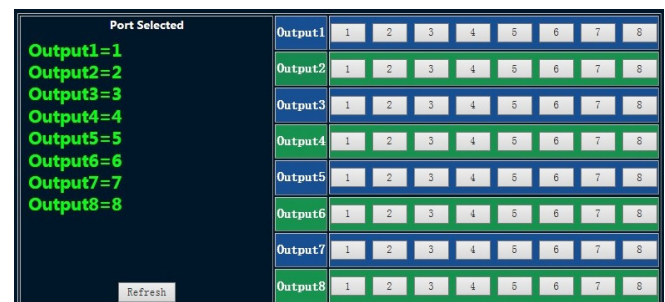 Port Selected
Output1=1
Output2=2
Output3=3
Output4=4
Output5=5
Output6=6
Output7=7
Output8=8
Refresh
Output1 1 2 3 4 5 6 7 8
Output2 1 2 3 4 5 6 7 8
Output3 1 2 3 4 5 6 7 8
Output4 1 2 3 4 5 6 7 8
Output5 1 2 3 4 5 6 7 8
Output6 1 2 3 4 5 6 7 8
Output7 1 2 3 4 5 6 7 8
Output8 1 2 3 4 5 6 7 8